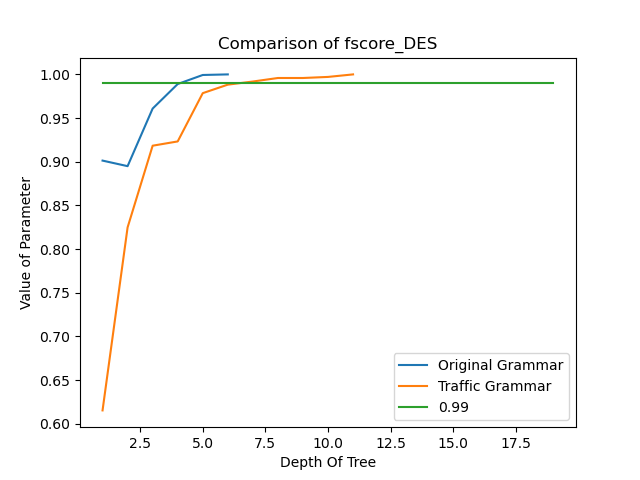 Comparison of fscore_DES
Value of Parameter
1.00
0.95
0.90
0.85
0.80
0.75
0.70
0.65
0.60
2.5 5.0 7.5 10.0 12.5 15.0 17.5
Depth Of Tree
Original Grammar
Traffic Grammar
0.99